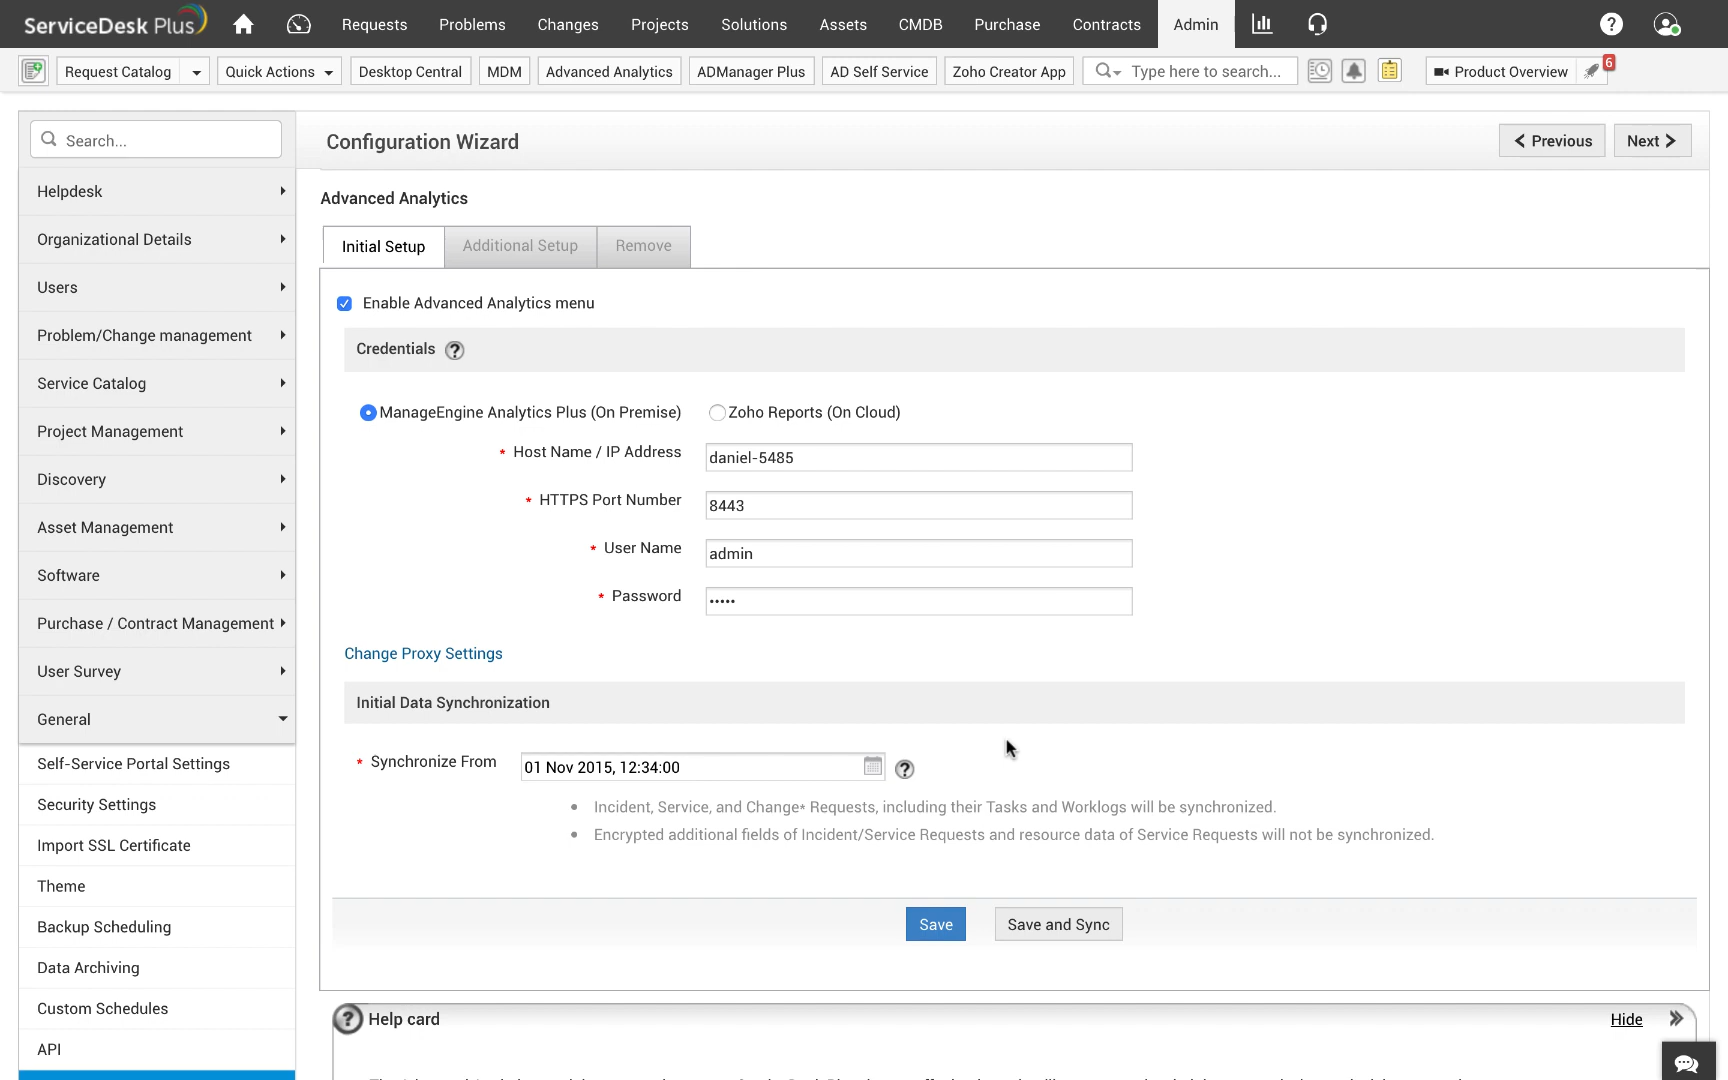 ServiceDesk Plus Requests Problems Changes Projects Solutions Assets CMDB Purchase Contracts Admin
Request Catalog Quick Actions Desktop Central MDM Advanced Analytics ADManager Plus AD Self Service Zoho Creator App Type here to search... Product Overview 6
Search...
Configuration Wizard
Previous Next
Helpdesk
Organizational Details
Users
Problem/Change management
Service Catalog
Project Management
Discovery
Asset Management
Software
Purchase / Contract Management
User Survey
General
Self-Service Portal Settings
Security Settings
Import SSL Certificate
Theme
Backup Scheduling
Data Archiving
Custom Schedules
API
Advanced Analytics
Initial Setup Additional Setup Remove
Enable Advanced Analytics menu
Credentials ?
ManageEngine Analytics Plus (On Premise) Zoho Reports (On Cloud)
* Host Name / IP Address daniel-5485
* HTTPS Port Number 8443
* User Name admin
* Password •••••
Change Proxy Settings
Initial Data Synchronization
* Synchronize From 01 Nov 2015, 12:34:00 ?
• Incident, Service, and Change* Requests, including their Tasks and Worklogs will be synchronized.
• Encrypted additional fields of Incident/Service Requests and resource data of Service Requests will not be synchronized.
Save Save and Sync
? Help card Hide